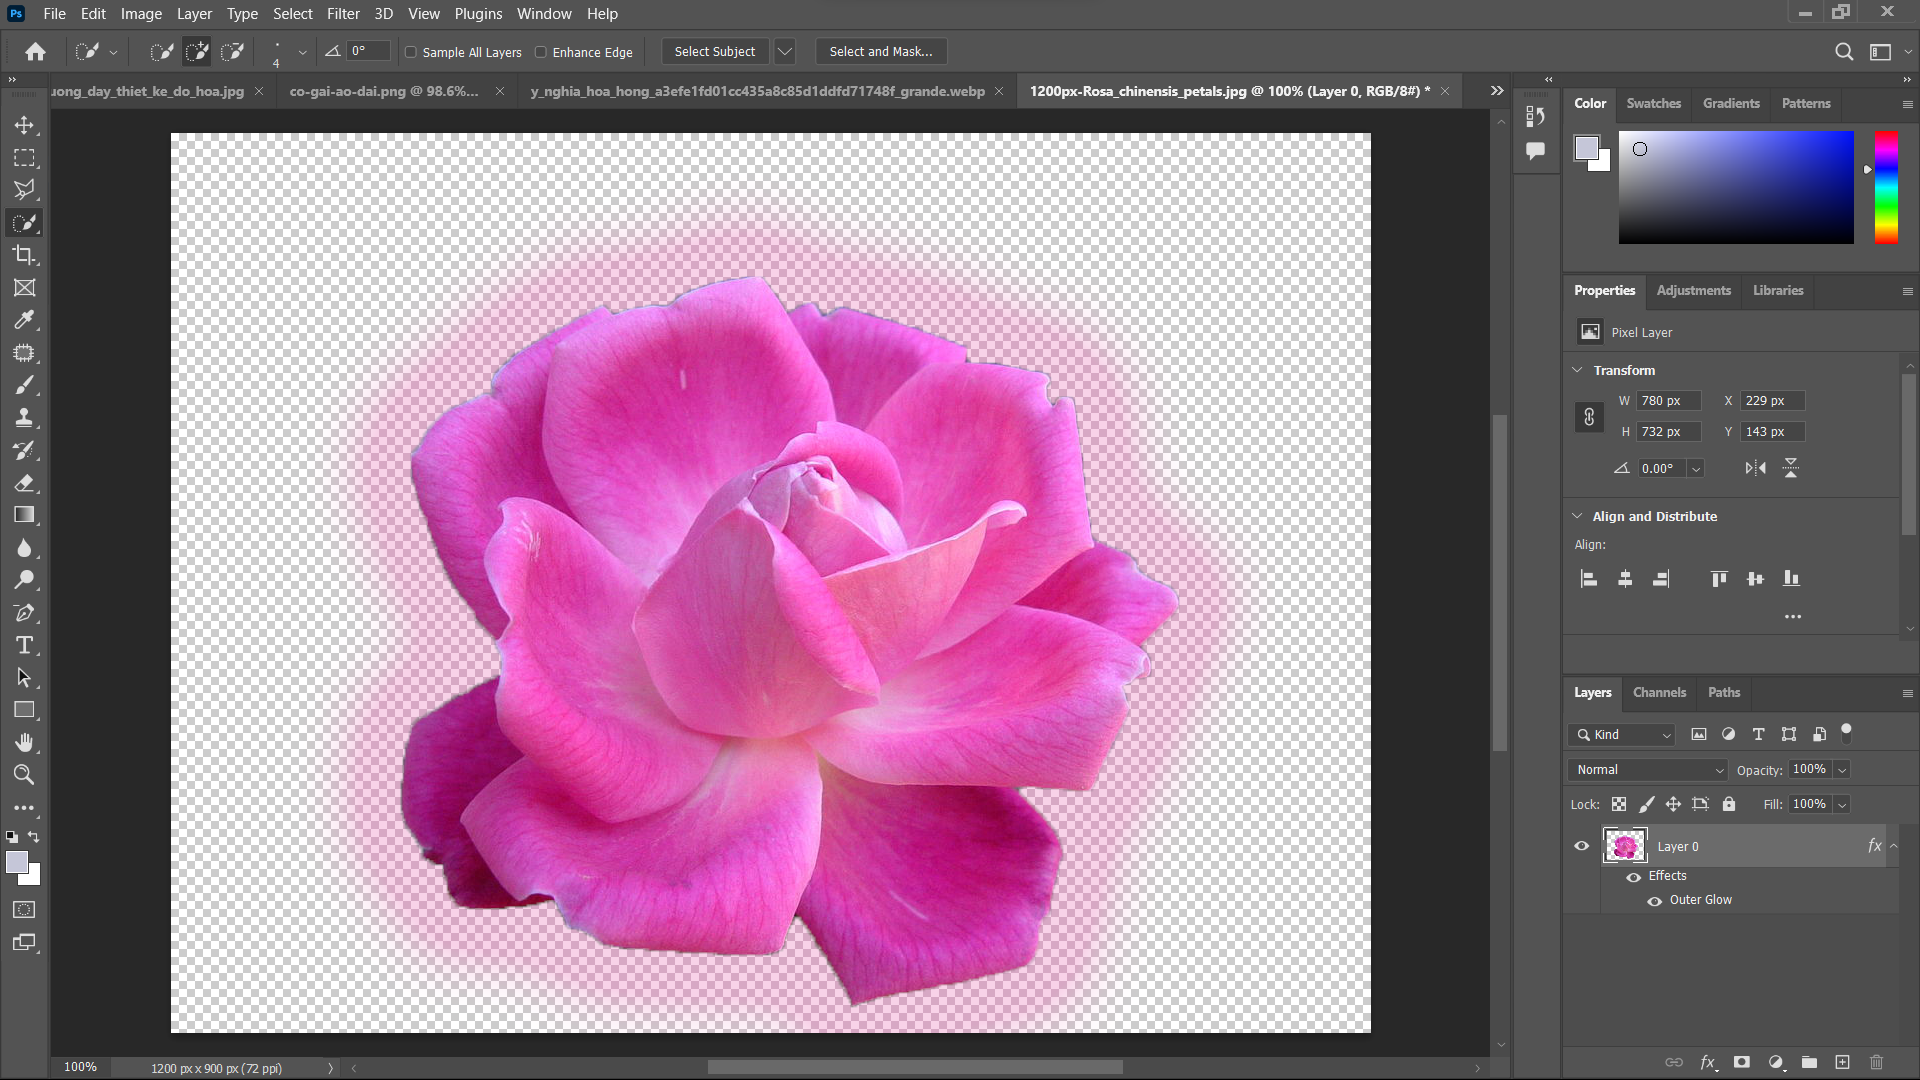 Ps File Edit Image Layer Type Select Filter 3D View Plugins Window Help
4 0° Sample All Layers Enhance Edge Select Subject Select and Mask...
uong_day_thiet_ke_do_hoa.jpg co-gai-ao-dai.png @ 98.6%... y_nghia_hoa_hong_a3efe1fd01cc435a8c85d1ddfd71748f_grande.webp 1200px-Rosa_chinensis_petals.jpg @ 100% (Layer 0, RGB/8#) *
Color Swatches Gradients Patterns
Properties Adjustments Libraries
Pixel Layer
Transform
W 780 px X 229 px
H 732 px Y 143 px
0.00°
Align and Distribute
Align:
Layers Channels Paths
Kind
Normal Opacity: 100%
Lock: Fill: 100%
Layer 0 fx
Effects
Outer Glow
100% 1200 px x 900 px (72 ppi)
fx